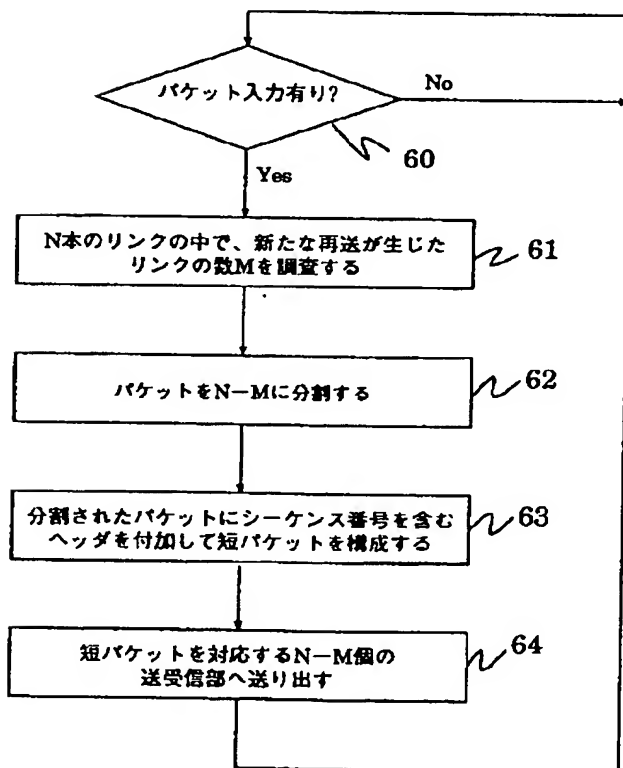 パケット入力有り?
No
60
Yes
N本のリンクの中で、新たな再送が生じた
リンクの数Mを調査する
61
パケットをN−Mに分割する
62
分割されたパケットにシーケンス番号を含む
ヘッダを付加して短パケットを構成する
63
短パケットを対応するN−M個の
送受信部へ送り出す
64